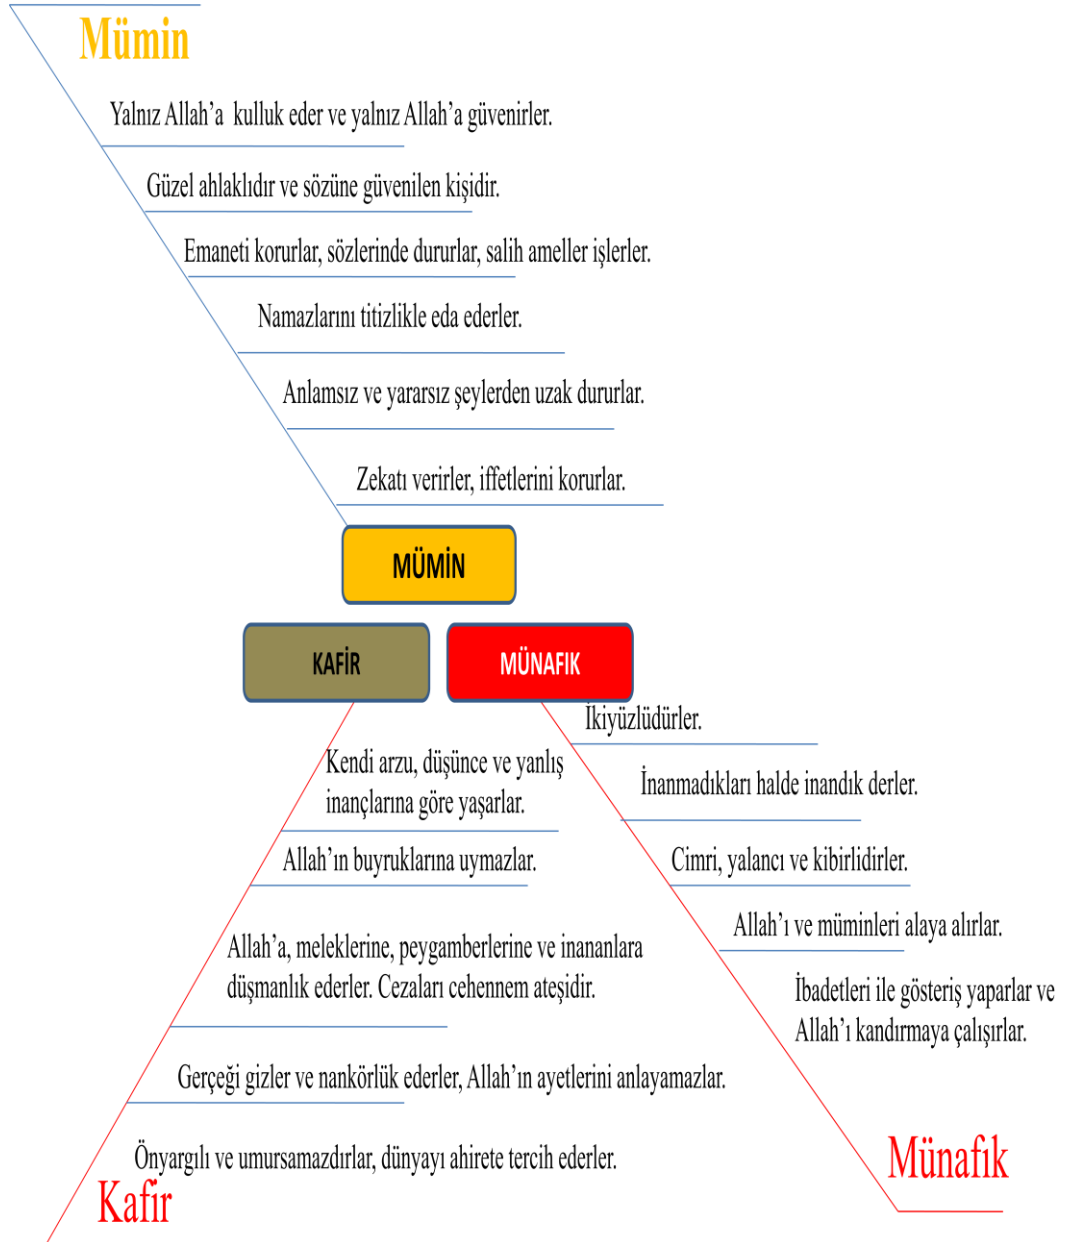 Mümin
Yalnız Allah’a kulluk eder ve yalnız Allah’a güvenirler.
Güzel ahlaklıdır ve sözüne güvenilen kişidir.
Emaneti korurlar, sözlerinde dururlar, salih ameller işlerler.
Namazlarını titizlikle eda ederler.
Anlamsız ve yararsız şeylerden uzak dururlar.
Zekatı verirler, iffetlerini korurlar.
MÜMİN
KAFİR
MÜNAFIK
Kendi arzu, düşünce ve yanlış
inançlarına göre yaşarlar.
Allah’ın buyruklarına uymazlar.
Allah’a, meleklerine, peygamberlerine ve inananlara
düşmanlık ederler. Cezaları cehennem ateşidir.
Gerçeği gizler ve nankörlük ederler, Allah’ın ayetlerini anlayamazlar.
Önyargılı ve umursamazdırlar, dünyayı ahirete tercih ederler.
Kafir
İkiyüzlüdürler.
İnanmadıkları halde inandık derler.
Cimri, yalancı ve kibirlidirler.
Allah’ı ve müminleri alaya alırlar.
İbadetleri ile gösteriş yaparlar ve
Allah’ı kandırmaya çalışırlar.
Münafık